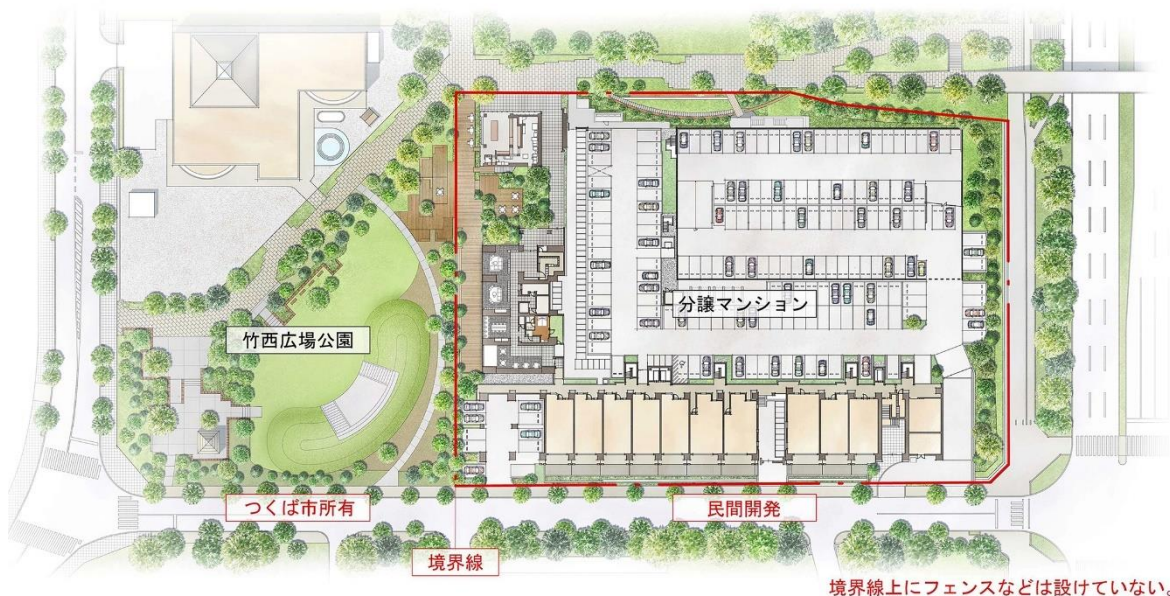 分譲マンション
竹西広場公園
つくば市所有
民間開発
境界線
境界線上にフェンスなどは設けていない。